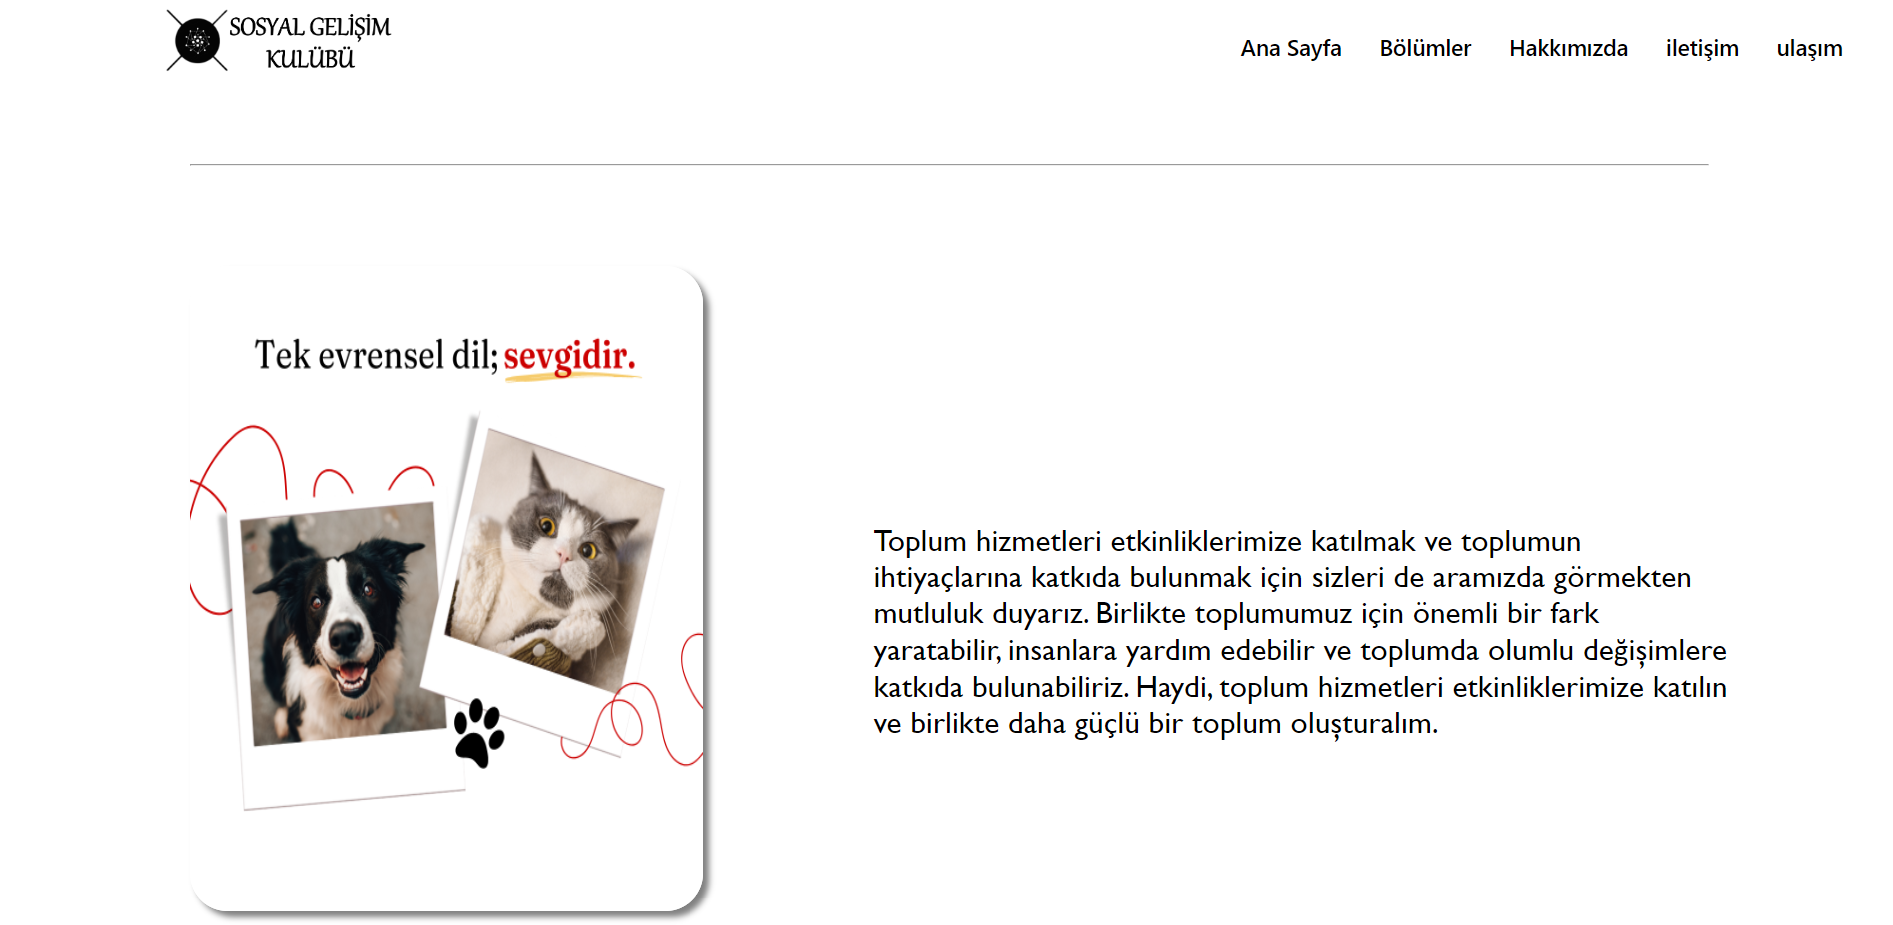 SOSYAL GELİŞİM
KULÜBÜ
Ana Sayfa Bölümler Hakkımızda iletişim ulaşım
Tek evrensel dil; sevgidir.
Toplum hizmetleri etkinliklerimize katılmak ve toplumun
ihtiyaçlarına katkıda bulunmak için sizleri de aramızda görmekten
mutluluk duyarız. Birlikte toplumumuz için önemli bir fark
yaratabilir, insanlara yardım edebilir ve toplumda olumlu değişimlere
katkıda bulunabiliriz. Haydi, toplum hizmetleri etkinliklerimize katılın
ve birlikte daha güçlü bir toplum oluşturalım.